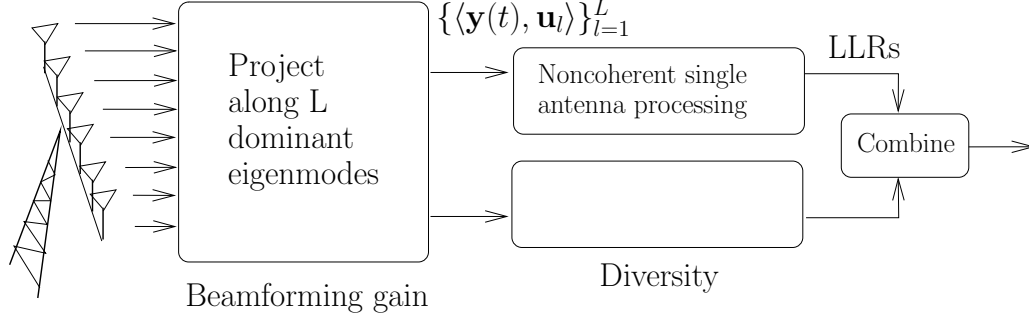 {⟨y(t), u_l⟩}_{l=1}^L
Project
along L
dominant
eigenmodes
Noncoherent single
antenna processing
LLRs
Combine
Diversity
Beamforming gain